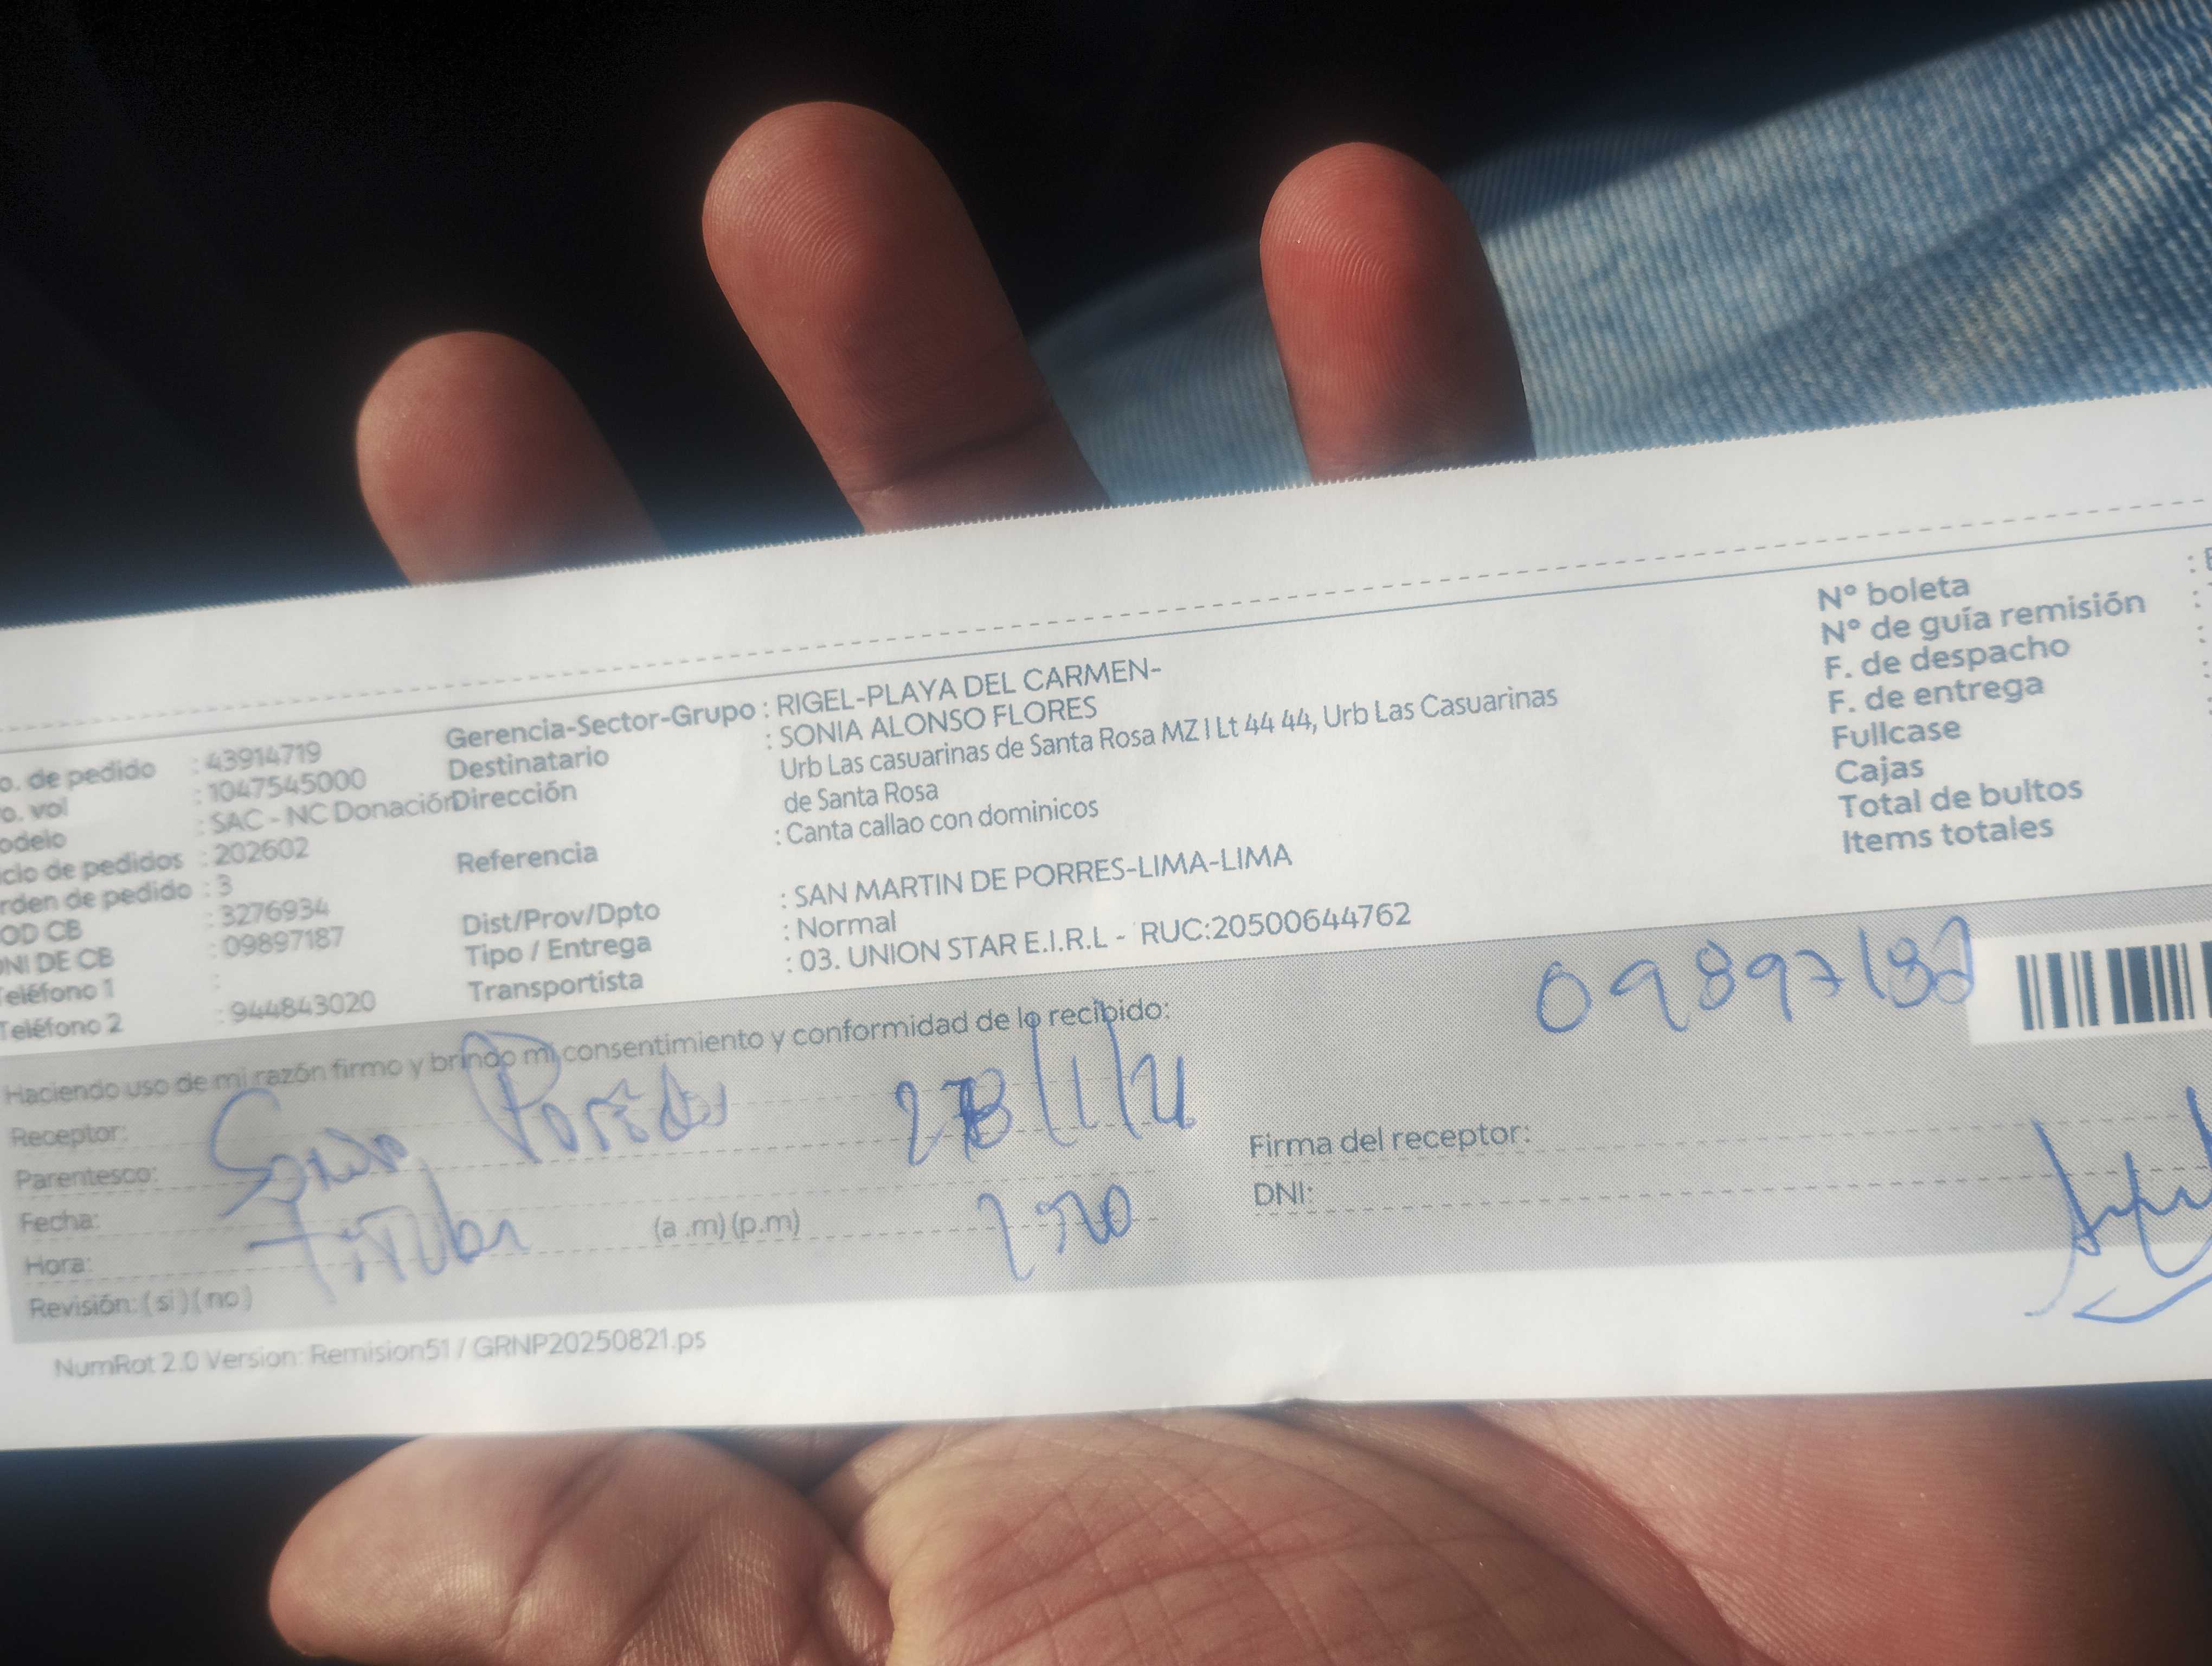 o. de pedido : 43914719
o. vol : 1047545000
odelo : SAC - NC Donación
iclo de pedidos : 202602
rden de pedido : 3
OD CB : 3276934
NI DE CB : 09897187
Teléfono 1 :
Teléfono 2 : 944843020
Gerencia-Sector-Grupo : RIGEL-PLAYA DEL CARMEN-
Destinatario : SONIA ALONSO FLORES
Dirección : Urb Las casuarinas de Santa Rosa MZ I Lt 44 44, Urb Las Casuarinas
de Santa Rosa
Referencia : Canta callao con dominicos
Dist/Prov/Dpto : SAN MARTIN DE PORRES-LIMA-LIMA
Tipo / Entrega : Normal
Transportista : 03. UNION STAR E.I.R.L - RUC:20500644762
N° boleta
N° de guía remisión
F. de despacho
F. de entrega
Fullcase
Cajas
Total de bultos
Items totales
Haciendo uso de mi razón firmo y brindo mi consentimiento y conformidad de lo recibido:
Receptor:
Parentesco:
Fecha:
Hora: (a .m) (p.m)
Revisión: ( si ) ( no )
Firma del receptor:
DNI:
NumRot 2.0 Version: Remision51 / GRNP20250821.ps